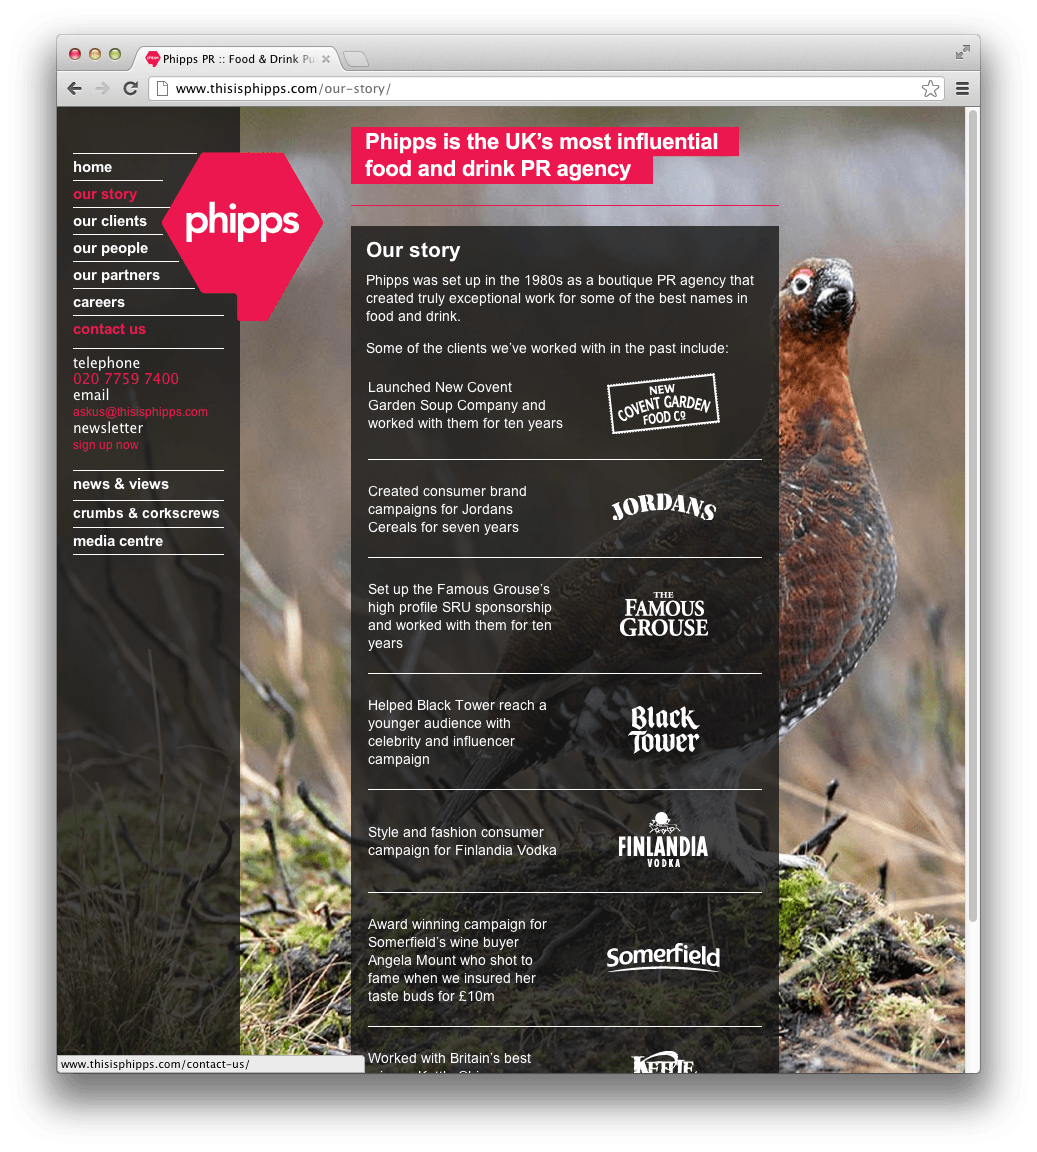 Phipps PR :: Food & Drink Pu
www.thisisphipps.com/our-story/
home
our story
our clients
our people
our partners
careers
contact us
telephone
020 7759 7400
email
askus@thisisphipps.com
newsletter
sign up now
news & views
crumbs & corkscrews
media centre
phipps
Phipps is the UK’s most influential
food and drink PR agency
Our story
Phipps was set up in the 1980s as a boutique PR agency that
created truly exceptional work for some of the best names in
food and drink.
Some of the clients we’ve worked with in the past include:
Launched New Covent
Garden Soup Company and
worked with them for ten years
NEW
COVENT GARDEN
FOOD Cº
Created consumer brand
campaigns for Jordans
Cereals for seven years
JORDANS
Set up the Famous Grouse’s
high profile SRU sponsorship
and worked with them for ten
years
THE
FAMOUS
GROUSE
Helped Black Tower reach a
younger audience with
celebrity and influencer
campaign
Black
Tower
Style and fashion consumer
campaign for Finlandia Vodka
FINLANDIA
VODKA
Award winning campaign for
Somerfield’s wine buyer
Angela Mount who shot to
fame when we insured her
taste buds for £10m
Somerfield
Worked with Britain’s best
KETTLE
www.thisisphipps.com/contact-us/